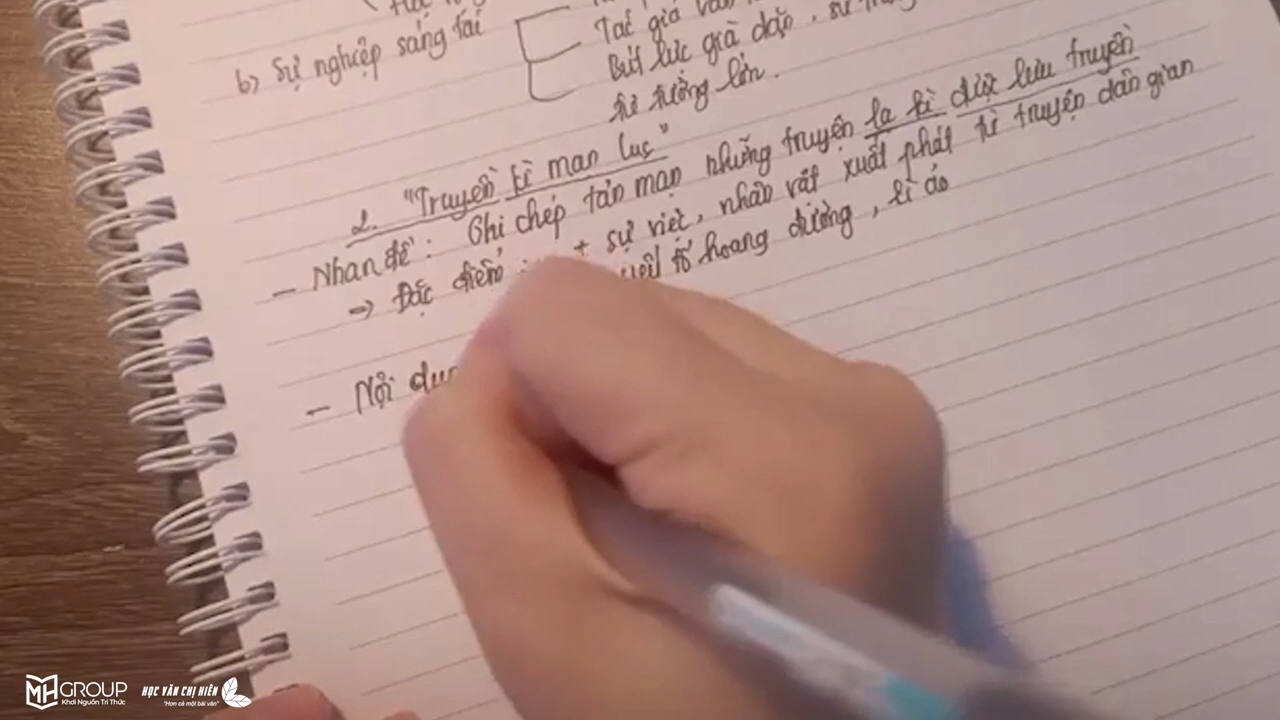 b) Sự nghiệp sáng tác
Tác giả văn
Bút lực già dặn, sư
tư tưởng lớn.
2. "Truyền kì mạn lục"
– Nhan đề: Ghi chép tản mạn những truyện lạ kì được lưu truyền
→ Đặc điểm sự việc, nhân vật xuất phát từ truyện dân gian
tố hoang đường, kì ảo
– Nội
MH GROUP
Khơi Nguồn Tri Thức
HỌC VĂN CHỊ HIÊN
"Hơn cả một bài văn"